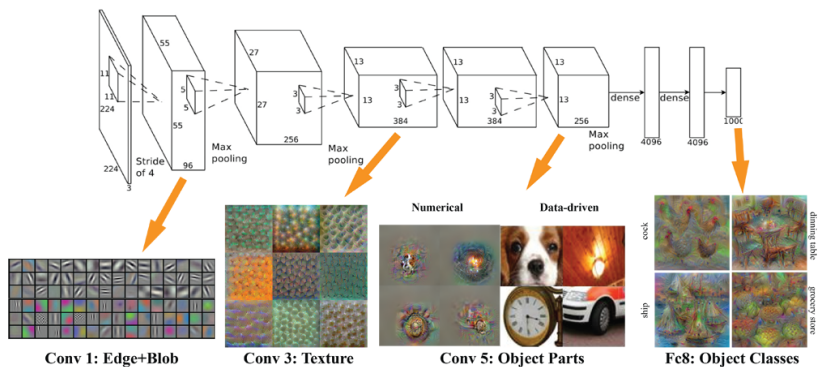 55
27
13
13
13
11
11
224
224
3
Stride
of 4
5
5
55
96
Max
pooling
27
256
Max
pooling
3
3
13
384
3
3
13
384
3
3
13
256
Max
pooling
dense
4096
dense
4096
1000
Numerical
Data-driven
cock
dinning table
ship
grocery store
Conv 1: Edge+Blob
Conv 3: Texture
Conv 5: Object Parts
Fc8: Object Classes